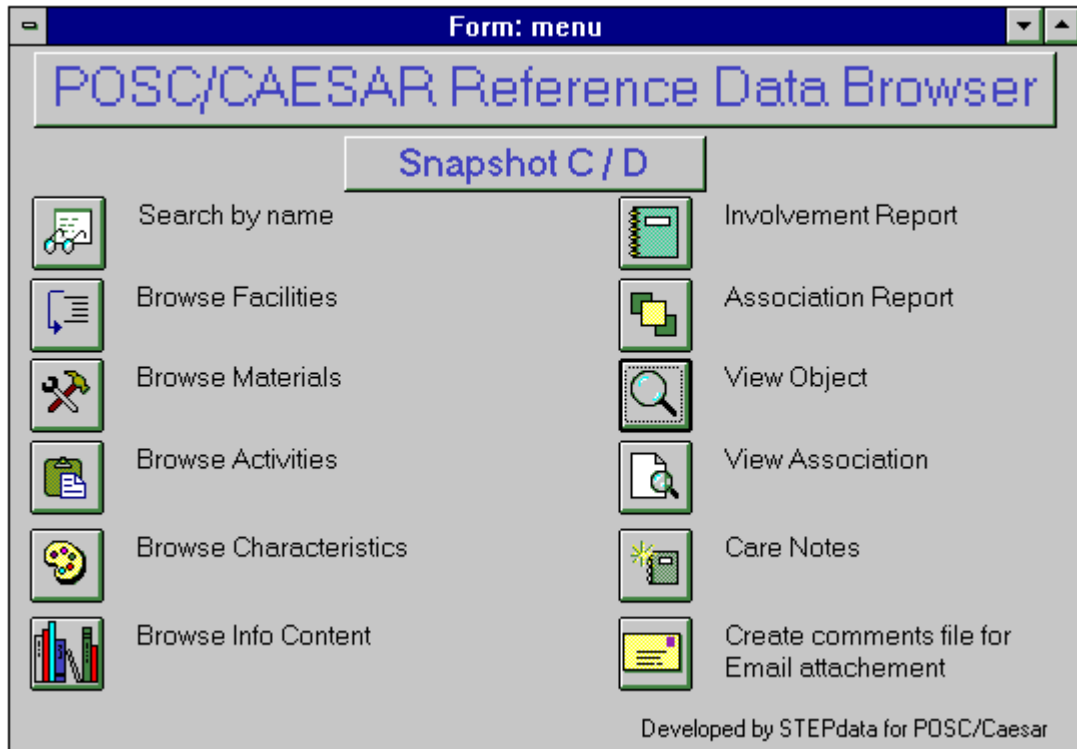 Form: menu
POSC/CAESAR Reference Data Browser
Snapshot C / D
Search by name
Browse Facilities
Browse Materials
Browse Activities
Browse Characteristics
Browse Info Content
Involvement Report
Association Report
View Object
View Association
Care Notes
Create comments file for
Email attachement
Developed by STEPdata for POSC/Caesar